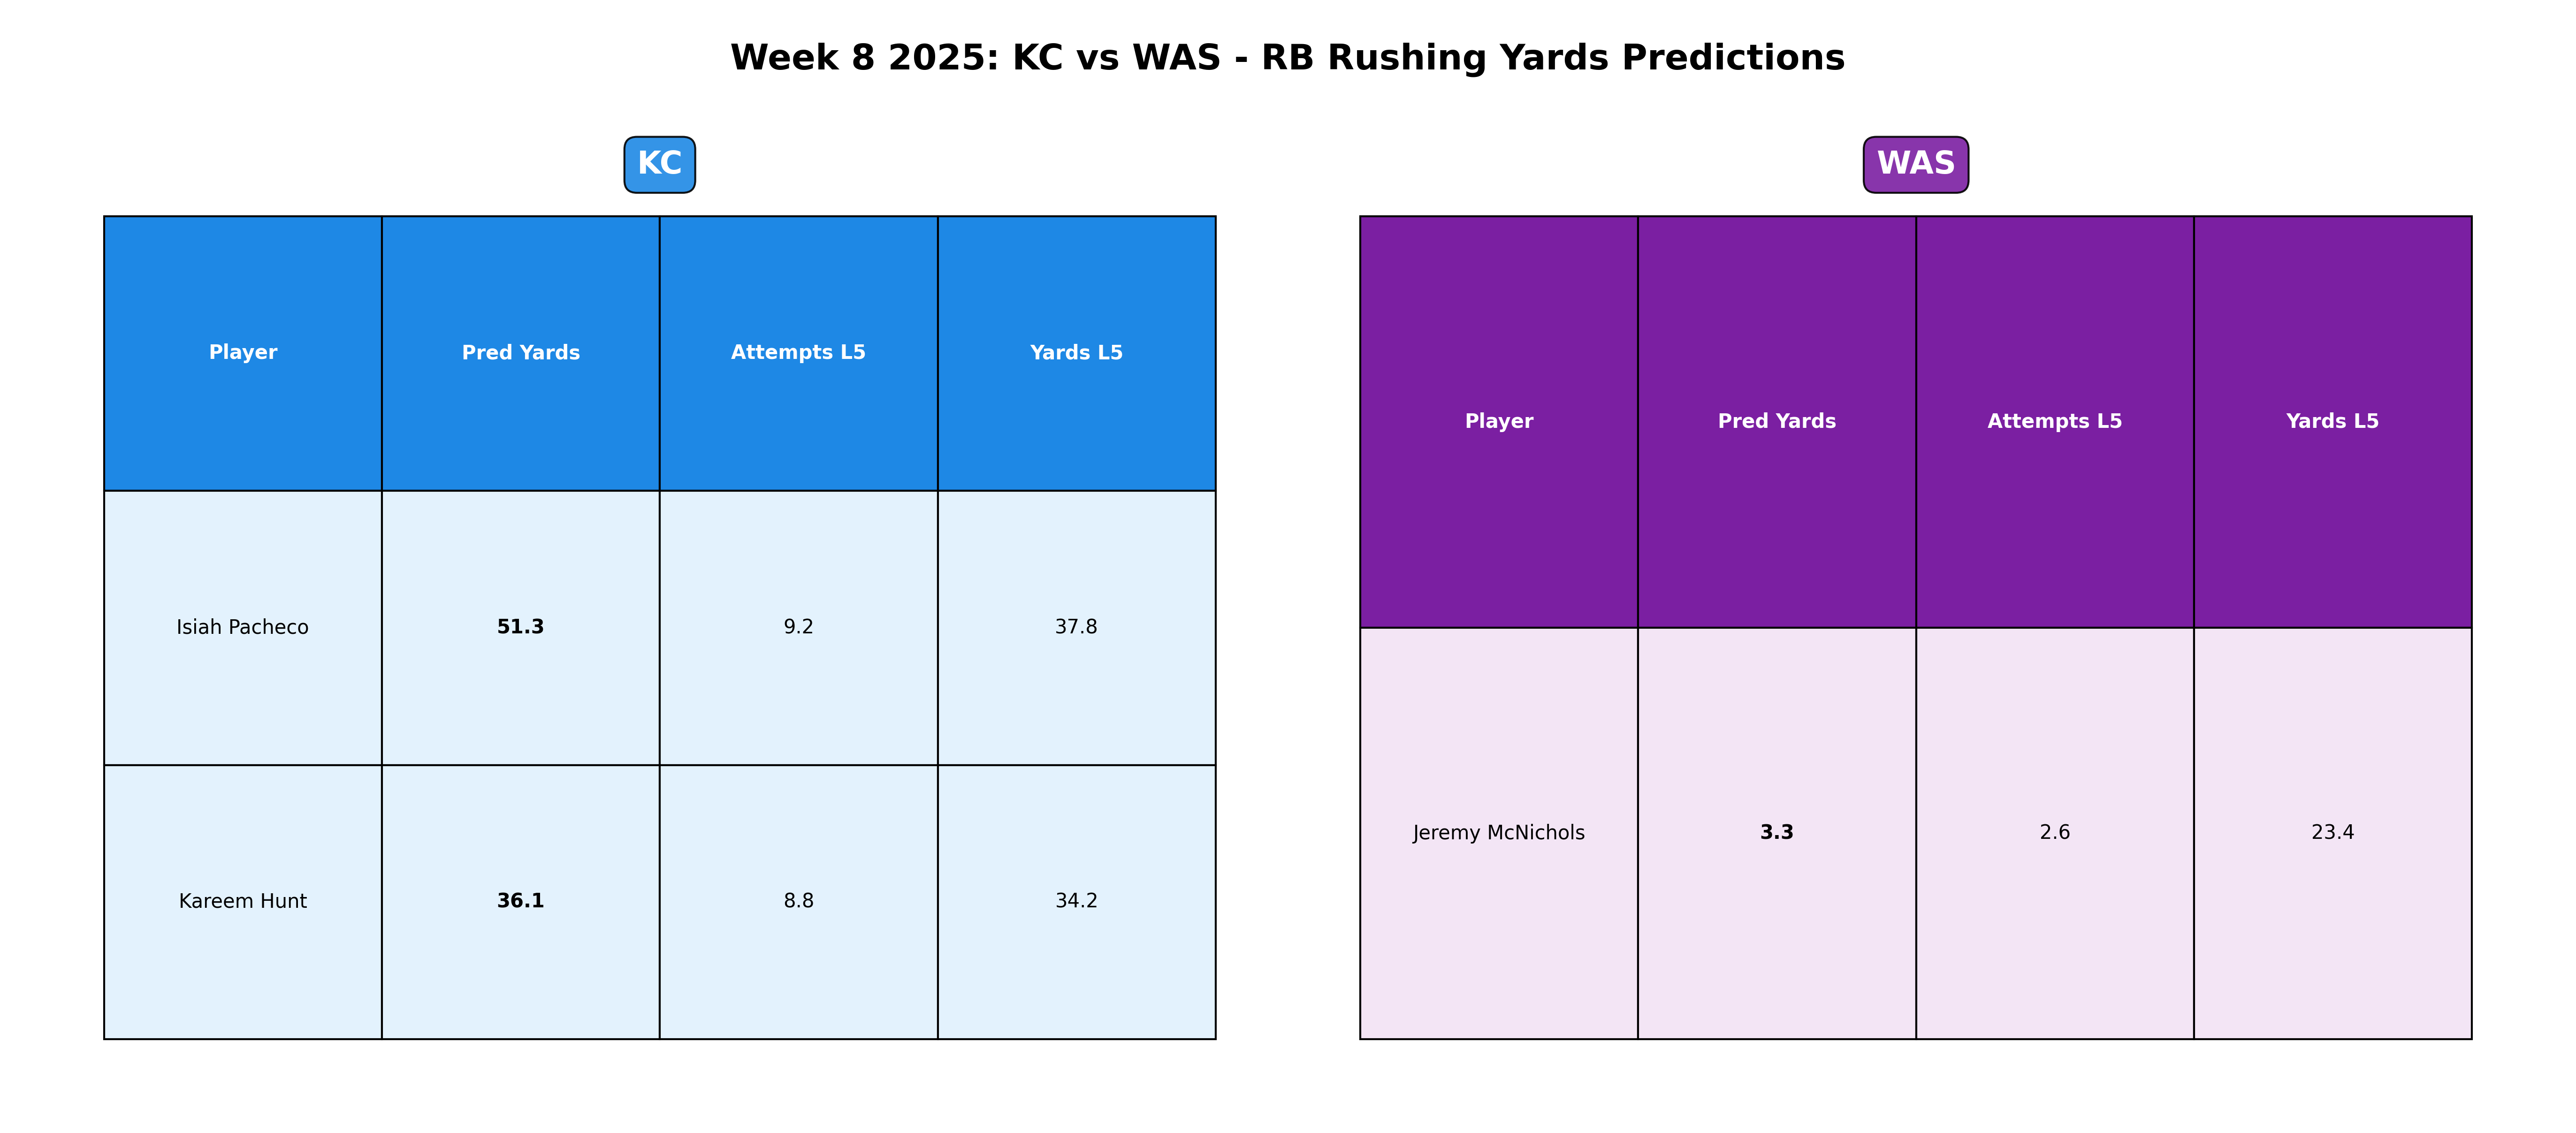 Week 8 2025: KC vs WAS - RB Rushing Yards Predictions
KC
Player Pred Yards Attempts L5 Yards L5
Isiah Pacheco 51.3 9.2 37.8
Kareem Hunt 36.1 8.8 34.2
WAS
Player Pred Yards Attempts L5 Yards L5
Jeremy McNichols 3.3 2.6 23.4